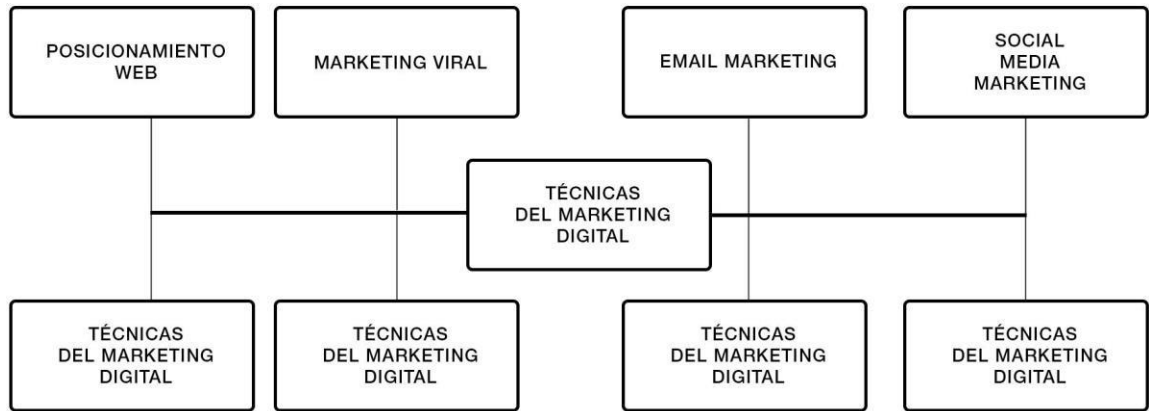 POSICIONAMIENTO
WEB
MARKETING VIRAL
EMAIL MARKETING
SOCIAL
MEDIA
MARKETING
TÉCNICAS
DEL MARKETING
DIGITAL
TÉCNICAS
DEL MARKETING
DIGITAL
TÉCNICAS
DEL MARKETING
DIGITAL
TÉCNICAS
DEL MARKETING
DIGITAL
TÉCNICAS
DEL MARKETING
DIGITAL